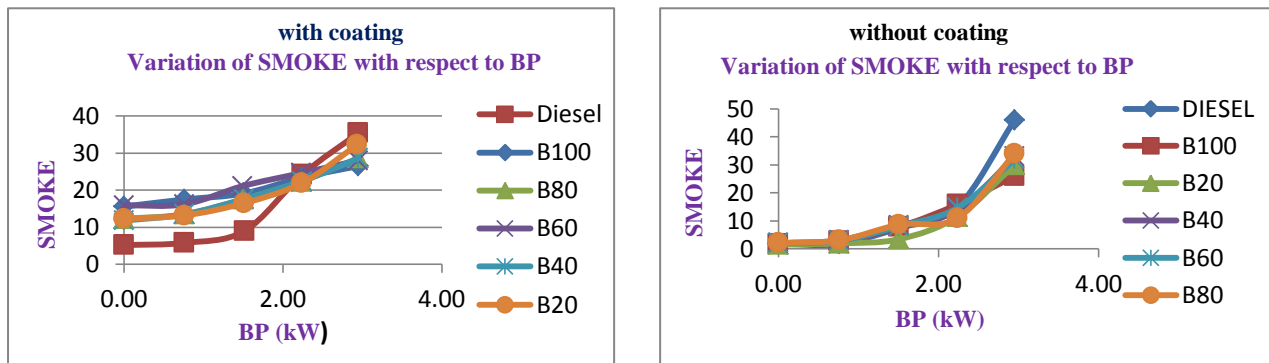 with coating
Variation of SMOKE with respect to BP
SMOKE
40
30
20
10
0
0.00 2.00 4.00
BP (kW)
Diesel
B100
B80
B60
B40
B20
without coating
Variation of SMOKE with respect to BP
SMOKE
50
40
30
20
10
0
0.00 2.00 4.00
BP (kW)
DIESEL
B100
B20
B40
B60
B80